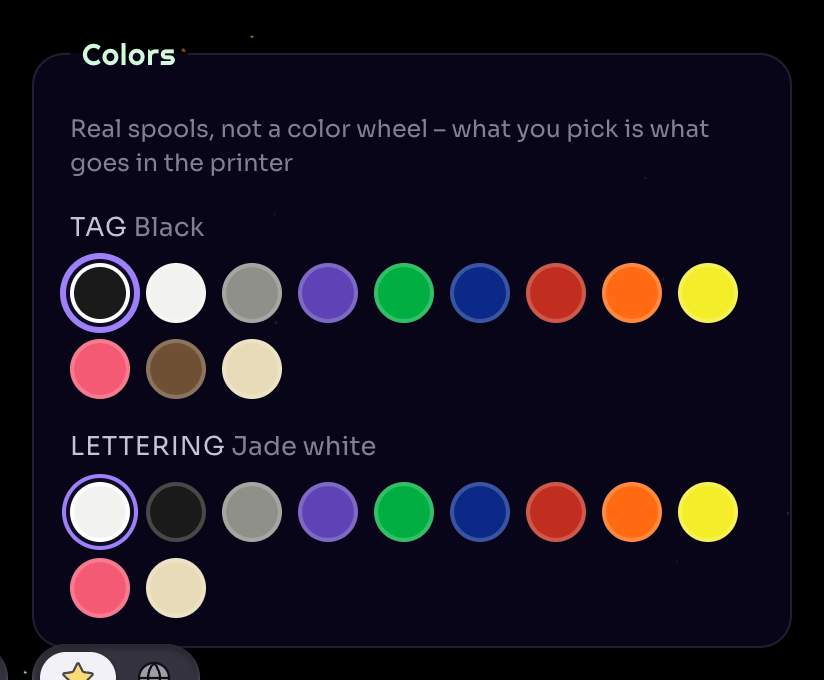 Colors
Real spools, not a color wheel – what you pick is what
goes in the printer
TAG Black
LETTERING Jade white